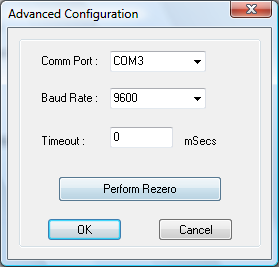 Advanced Configuration
Comm Port : COM3
Baud Rate : 9600
Timeout : 0 mSecs
Perform Rezero
OK Cancel